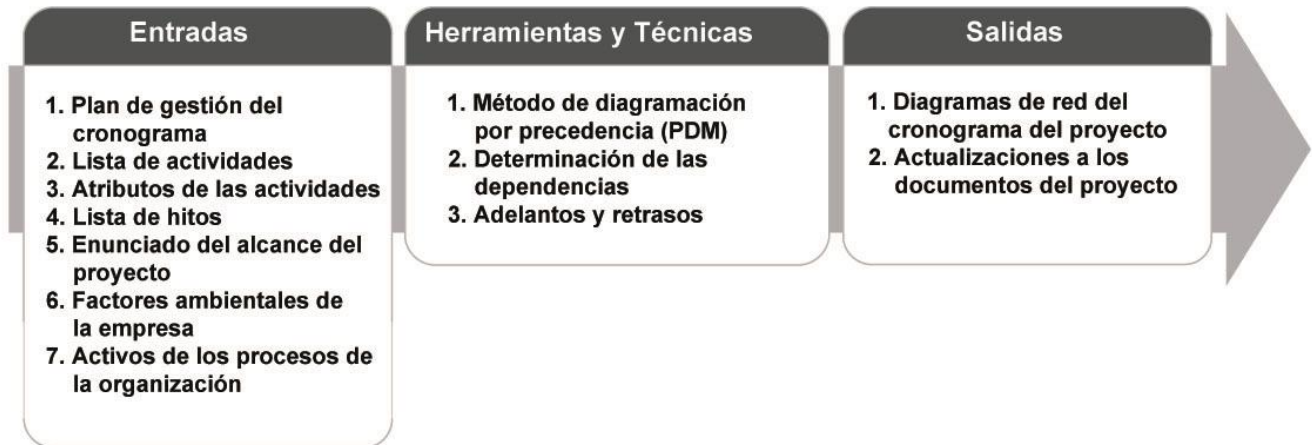 Entradas
1. Plan de gestión del
cronograma
2. Lista de actividades
3. Atributos de las actividades
4. Lista de hitos
5. Enunciado del alcance del
proyecto
6. Factores ambientales de
la empresa
7. Activos de los procesos de
la organización
Herramientas y Técnicas
1. Método de diagramación
por precedencia (PDM)
2. Determinación de las
dependencias
3. Adelantos y retrasos
Salidas
1. Diagramas de red del
cronograma del proyecto
2. Actualizaciones a los
documentos del proyecto